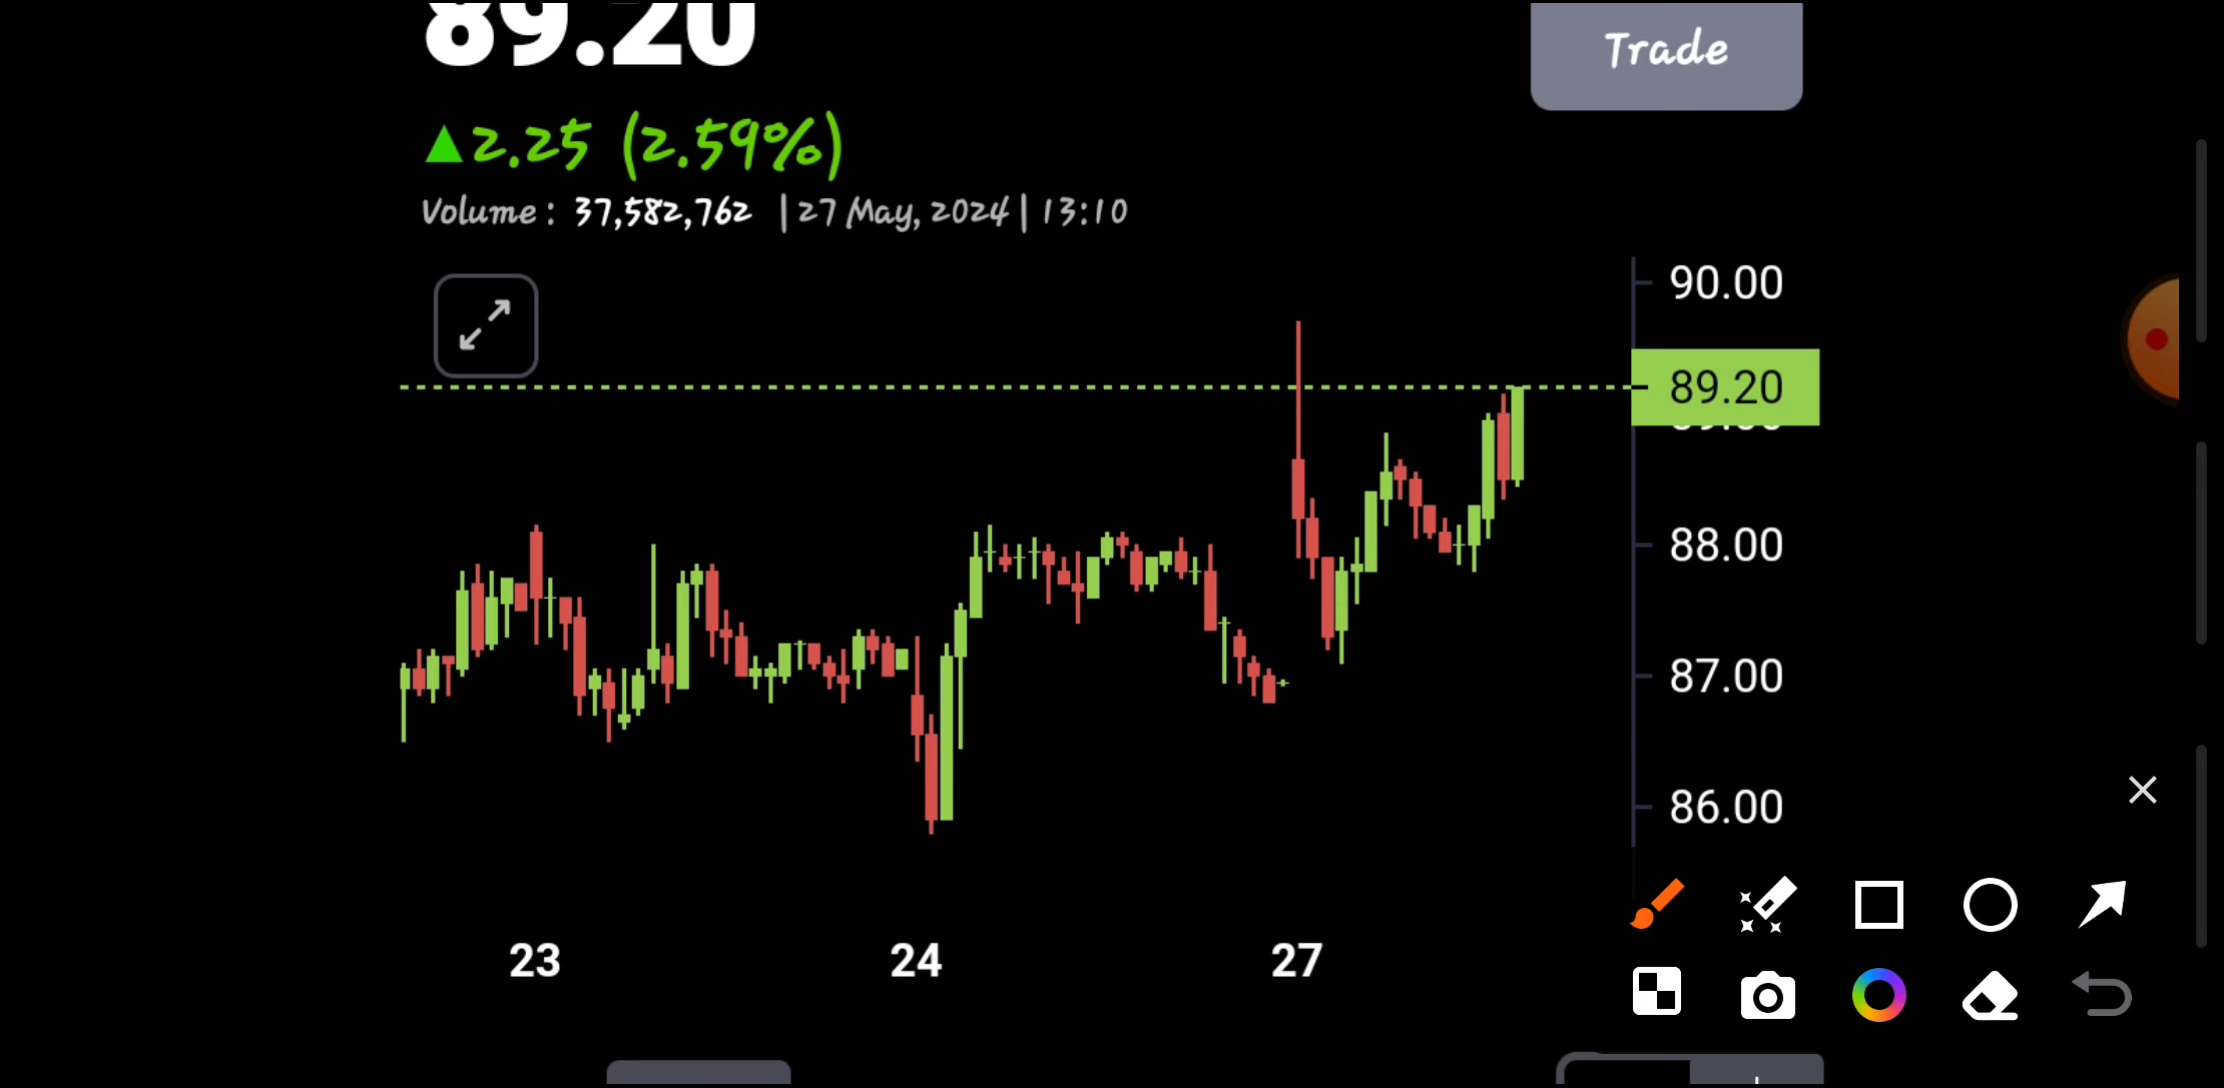 89.20
Trade
▲2.25 (2.59%)
Volume : 37,582,762 | 27 May, 2024 | 13:10
90.00
89.20
88.00
87.00
86.00
23 24 27